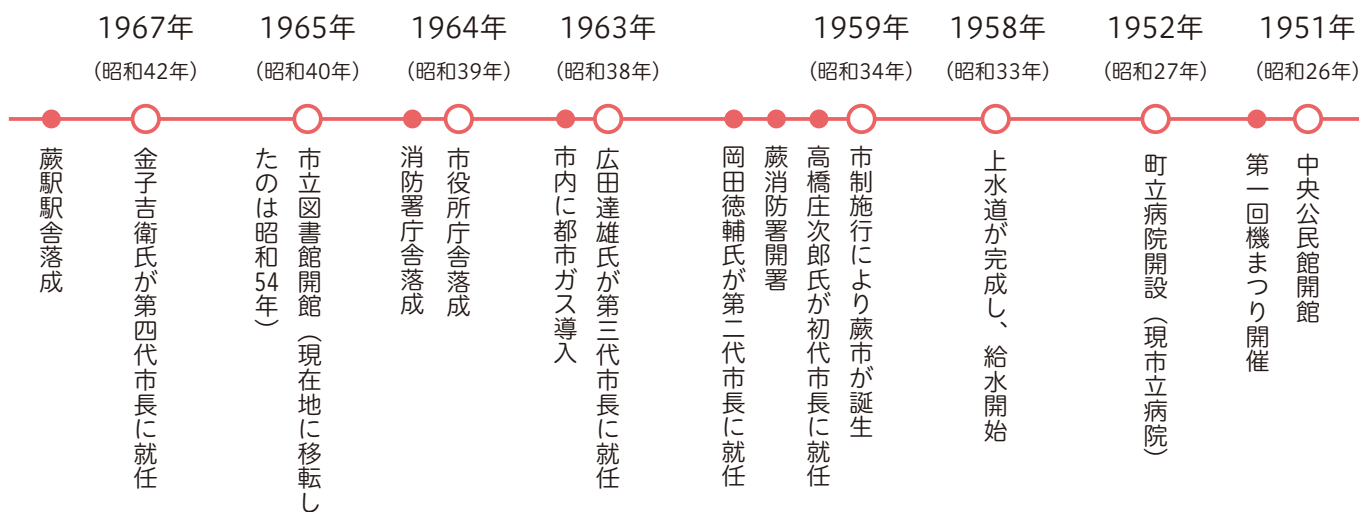 1951年
(昭和26年)
中央公民館開館
第一回機まつり開催
1952年
(昭和27年)
町立病院開設(現市立病院)
1958年
(昭和33年)
上水道が完成し、給水開始
1959年
(昭和34年)
市制施行により蕨市が誕生
高橋庄次郎氏が初代市長に就任
蕨消防署開署
岡田徳輔氏が第二代市長に就任
1963年
(昭和38年)
広田達雄氏が第三代市長に就任
市内に都市ガス導入
1964年
(昭和39年)
市役所庁舎落成
消防署庁舎落成
1965年
(昭和40年)
市立図書館開館(現在地に移転し
たのは昭和54年)
1967年
(昭和42年)
金子吉衛氏が第四代市長に就任
蕨駅駅舎落成